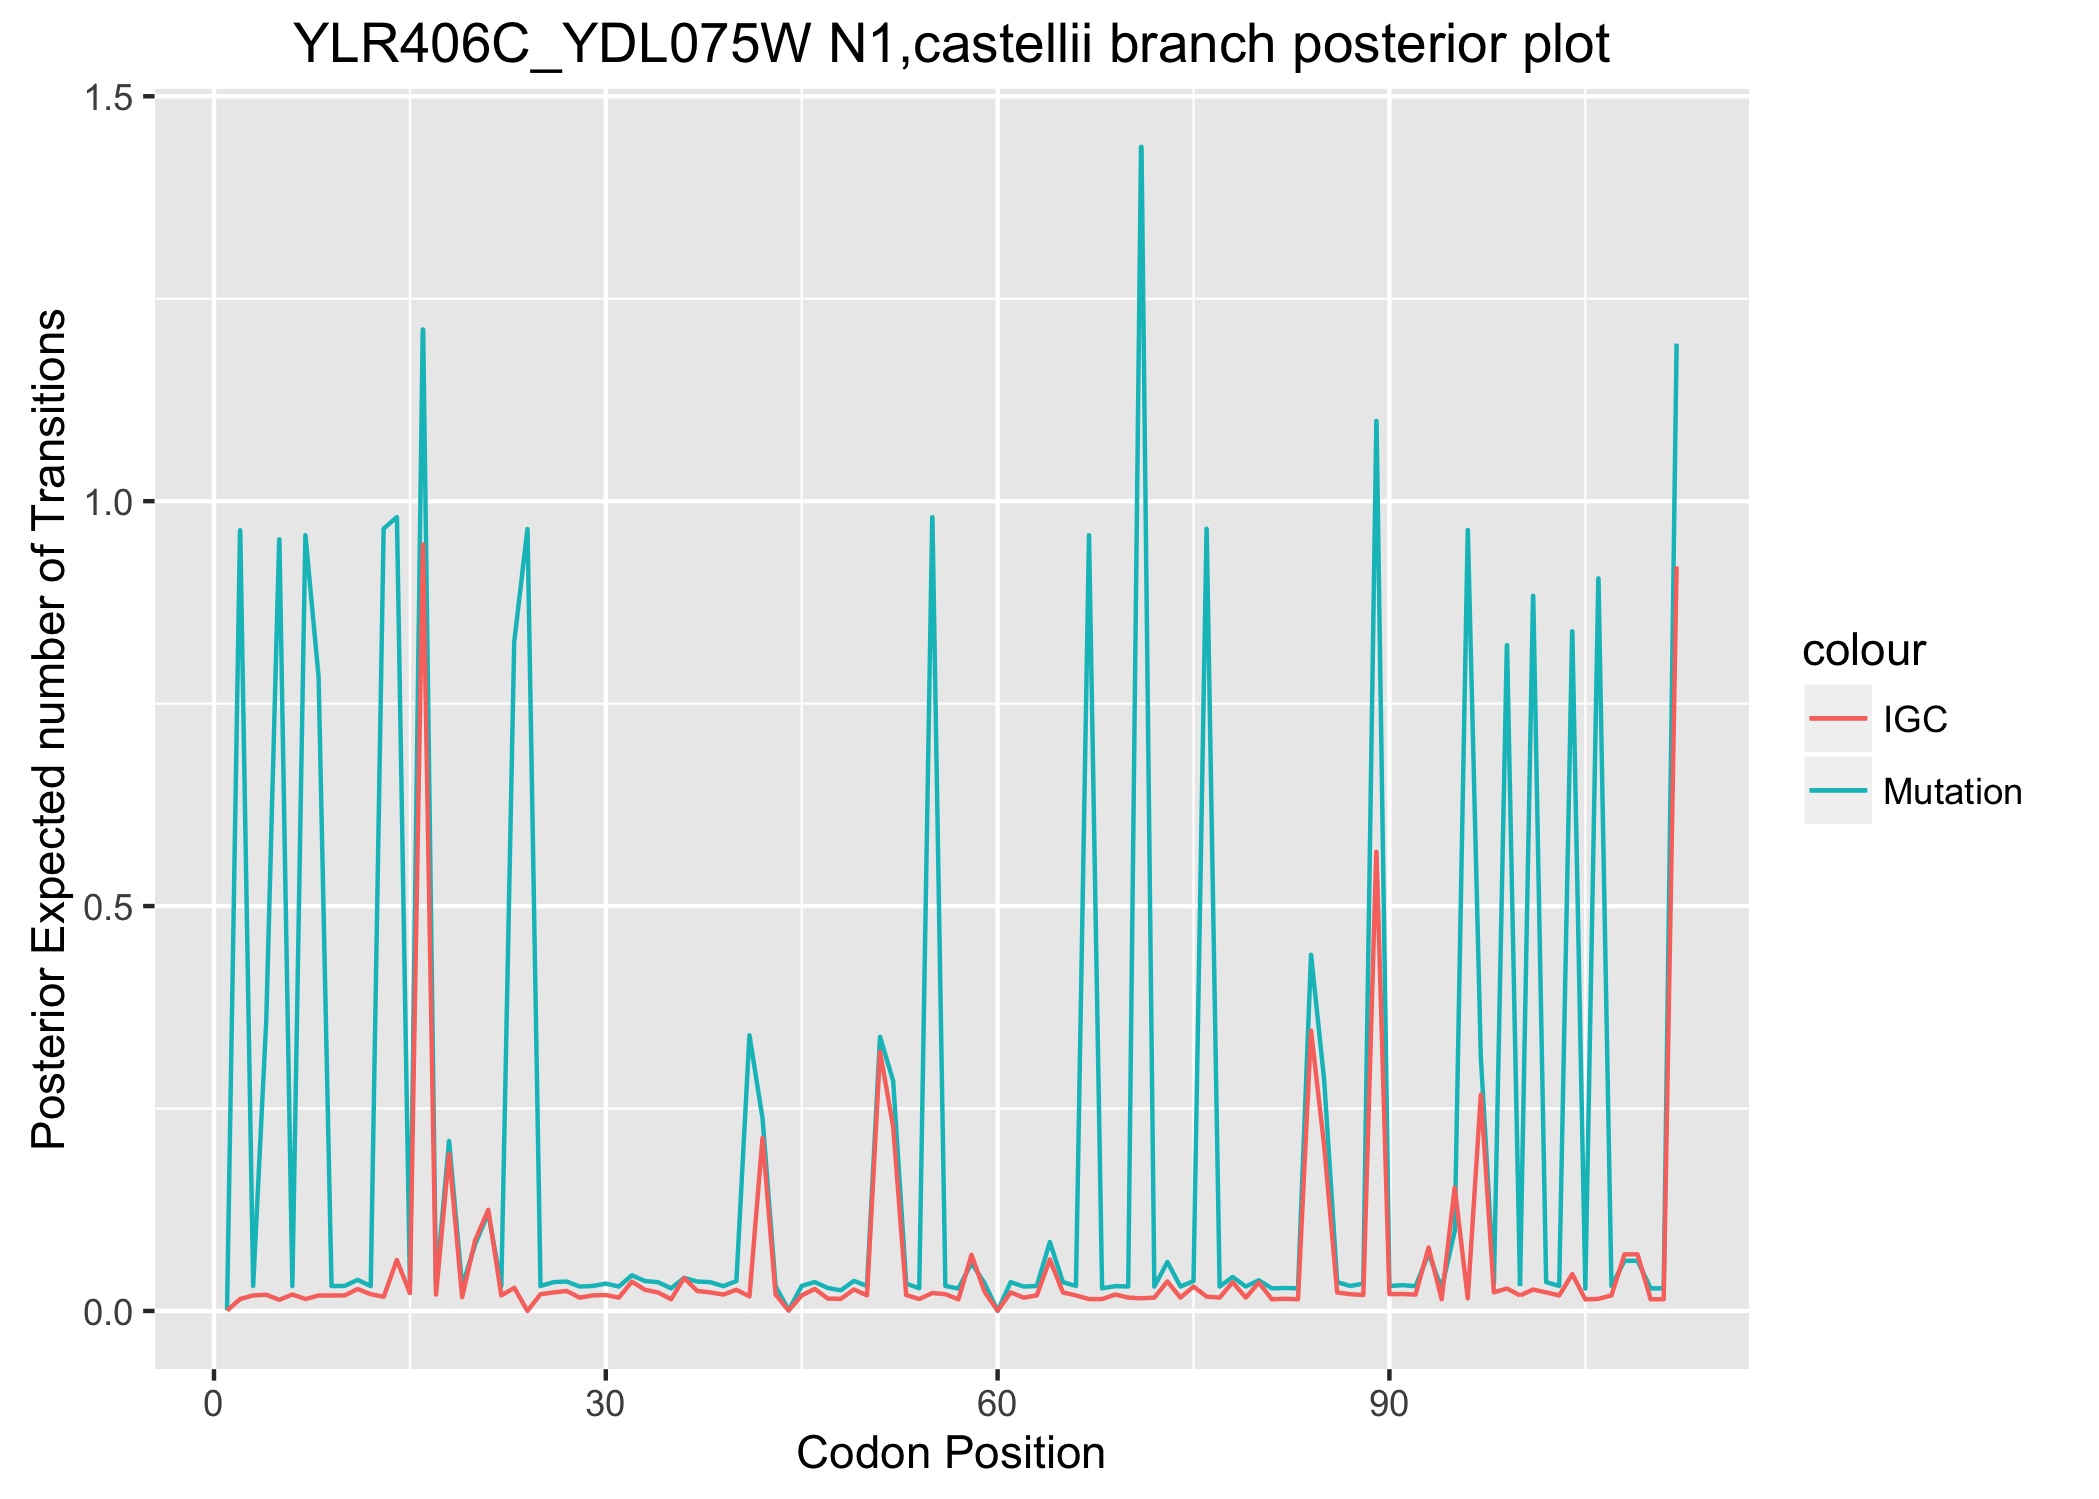 YLR406C_YDL075W N1,castellii branch posterior plot
Posterior Expected number of Transitions
1.5
1.0
0.5
0.0
0
30
60
90
Codon Position
colour
IGC
Mutation